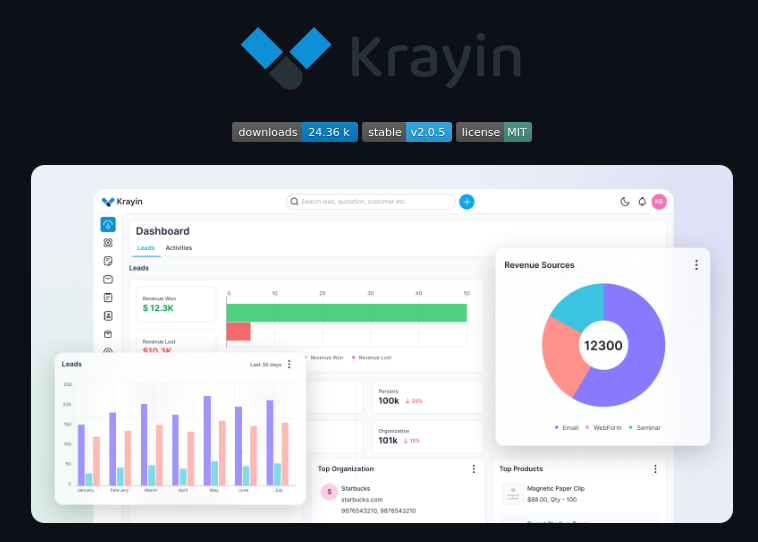 Krayin
downloads 24.36 k stable v2.0.5 license MIT
Krayin
Search lead, quotation, customer etc
KS
Dashboard
Leads Activities
Leads
Revenue Won
$ 12.3K
Revenue Lost
$10.3K
0 10 20 30 40 50
Revenue Won Revenue Lost
Revenue Sources
12300
Email WebForm Seminar
Leads
Last 30 days
250
200
150
100
50
0
January February March April May June July
Persons
100k 25%
Organization
101k 15%
Top Organization
S
Starbucks
starbucks.com
9876543210, 9876543210
Top Products
Magnetic Paper Clip
$88.00, Qty - 100